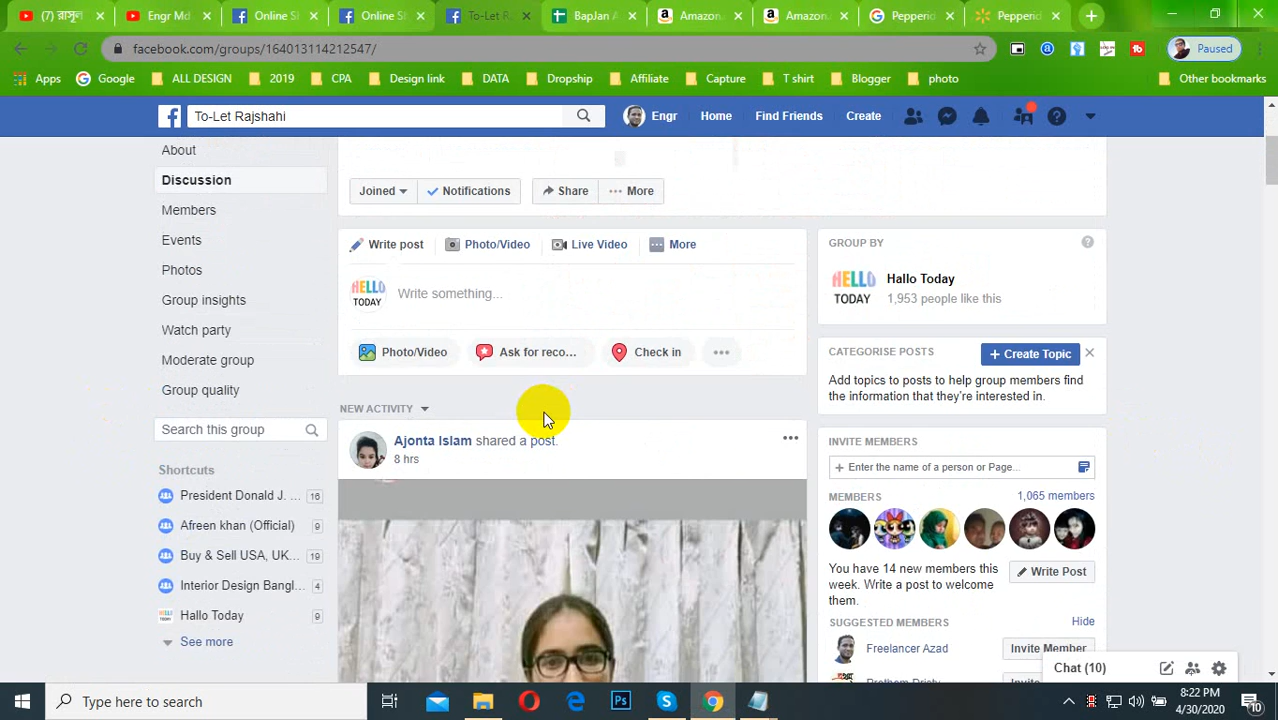 (7) রাসুল
Engr Md
Online Sh
Online Sh
To-Let Ra
BapJan A
Amazon.
Amazon.
Pepperid
Pepperid
facebook.com/groups/164013114212547/
Paused
Apps
Google
ALL DESIGN
2019
CPA
Design link
DATA
Dropship
Affiliate
Capture
T shirt
Blogger
photo
Other bookmarks
To-Let Rajshahi
Engr
Home
Find Friends
Create
About
Discussion
Members
Events
Photos
Group insights
Watch party
Moderate group
Group quality
Search this group
Shortcuts
President Donald J. ... 16
Afreen khan (Official) 9
Buy & Sell USA, UK... 19
Interior Design Bangl... 4
Hallo Today 9
See more
Joined
Notifications
Share
More
Write post
Photo/Video
Live Video
More
HELLO
TODAY
Write something...
Photo/Video
Ask for reco...
Check in
NEW ACTIVITY
Ajonta Islam shared a post.
8 hrs
GROUP BY
HELLO
TODAY
Hallo Today
1,953 people like this
CATEGORISE POSTS
+ Create Topic
Add topics to posts to help group members find
the information that they're interested in.
INVITE MEMBERS
+ Enter the name of a person or Page...
MEMBERS
1,065 members
You have 14 new members this
week. Write a post to welcome
them.
Write Post
SUGGESTED MEMBERS
Hide
Freelancer Azad
Invite Member
Chat (10)
Type here to search
8:22 PM
4/30/2020
10